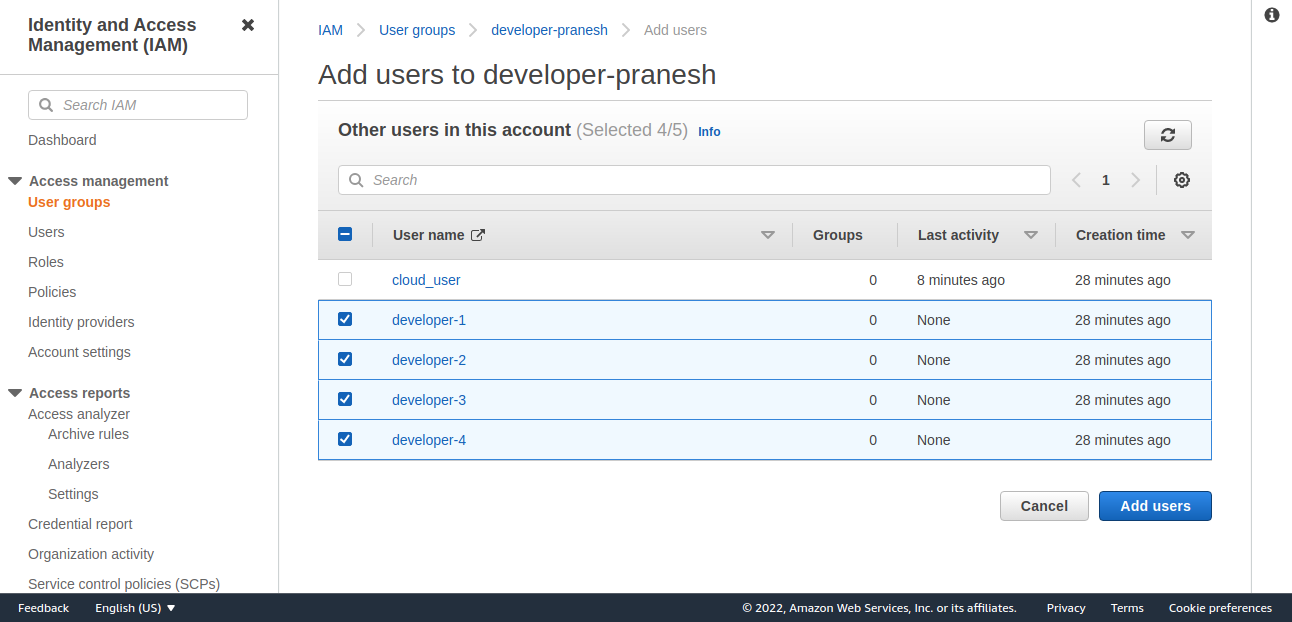 Identity and Access
Management (IAM)
Search IAM
Dashboard
Access management
User groups
Users
Roles
Policies
Identity providers
Account settings
Access reports
Access analyzer
Archive rules
Analyzers
Settings
Credential report
Organization activity
Service control policies (SCPs)
IAM User groups developer-pranesh Add users
Add users to developer-pranesh
Other users in this account (Selected 4/5) Info
Search 1
User name Groups Last activity Creation time
cloud_user 0 8 minutes ago 28 minutes ago
developer-1 0 None 28 minutes ago
developer-2 0 None 28 minutes ago
developer-3 0 None 28 minutes ago
developer-4 0 None 28 minutes ago
Cancel Add users
Feedback English (US) © 2022, Amazon Web Services, Inc. or its affiliates. Privacy Terms Cookie preferences